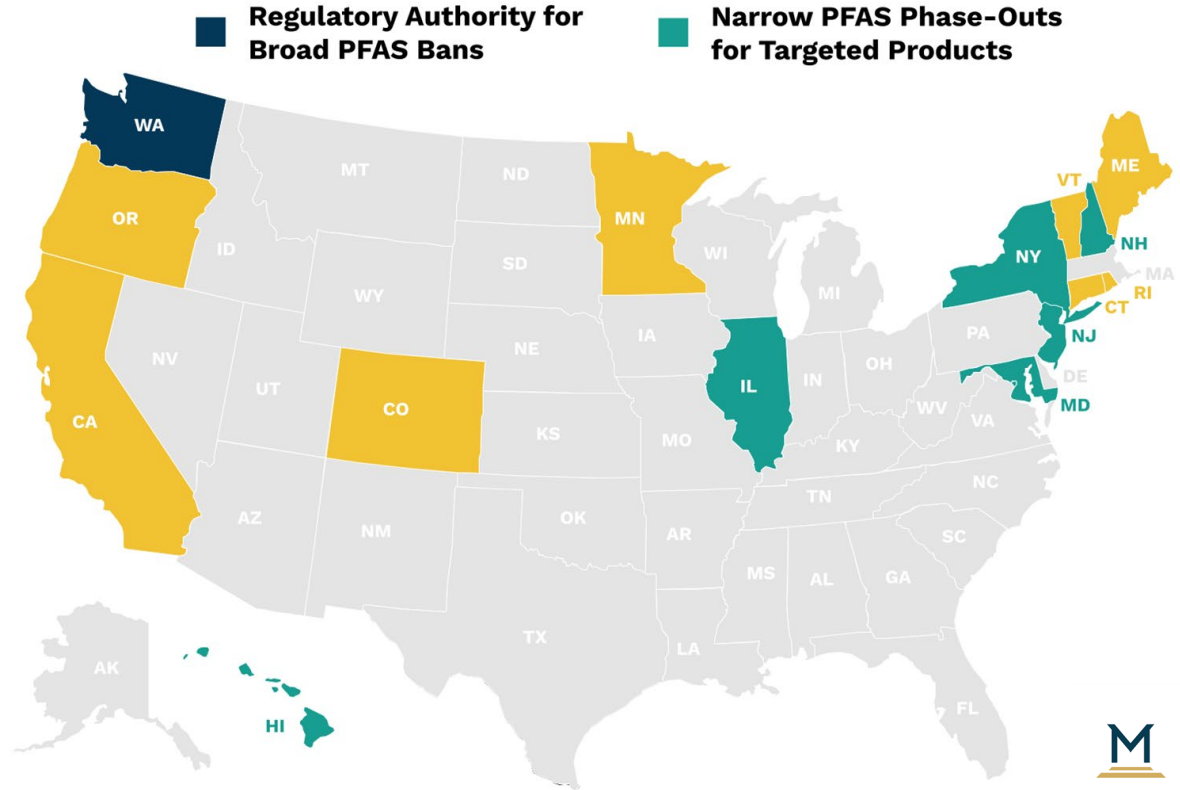 Regulatory Authority for
Broad PFAS Bans
Narrow PFAS Phase-Outs
for Targeted Products
WA
OR
CA
ID
NV
MT
WY
UT
CO
AZ
NM
ND
SD
NE
KS
OK
TX
MN
IA
MO
AR
LA
WI
IL
MI
IN
OH
KY
TN
MS
AL
GA
FL
SC
NC
VA
WV
PA
NY
VT
ME
NH
MA
RI
CT
NJ
DE
MD
AK
HI
M